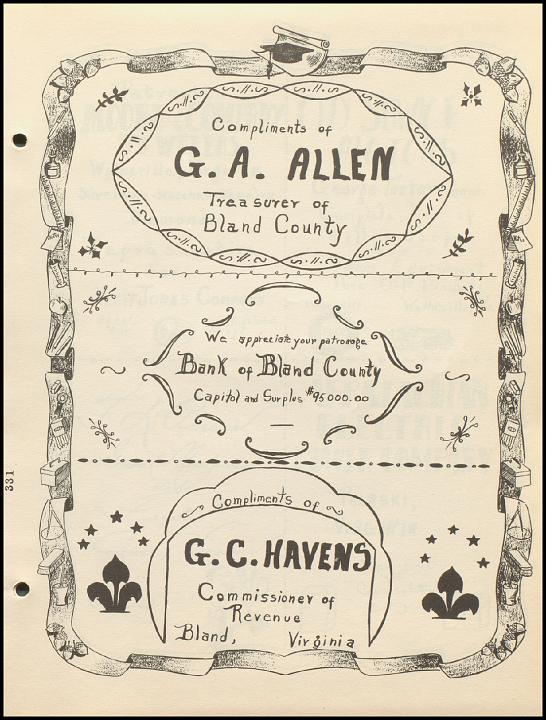 Compliments of
G. A. ALLEN
Treasurer of
Bland County
We appreciate your patronage
Bank of Bland County
Capitol and Surplus $95000.00
331
Compliments of
G. C. HAVENS
Commissioner of
Revenue
Bland, Virginia